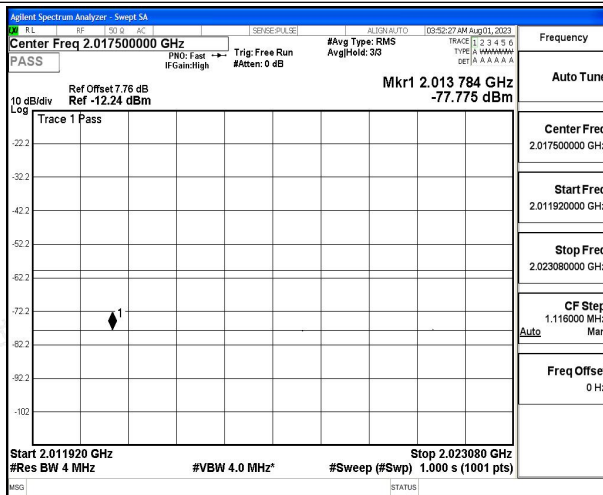 Agilent Spectrum Analyzer - Swept SA
RL RF 50 Ω AC SENSE:PULSE ALIGN AUTO 03:52:27 AM Aug 01, 2023
Center Freq 2.017500000 GHz
PNO: Fast
IFGain:High
Trig: Free Run
#Atten: 0 dB
#Avg Type: RMS
Avg|Hold: 3/3
TRACE 1 2 3 4 5 6
TYPE A
DET A A A A A A
PASS
Mkr1 2.013 784 GHz
-77.775 dBm
Ref Offset 7.76 dB
10 dB/div Ref -12.24 dBm
Log
Trace 1 Pass
-22.2
-32.2
-42.2
-52.2
-62.2
-72.2
1
-82.2
-92.2
-102
Start 2.011920 GHz Stop 2.023080 GHz
#Res BW 4 MHz #VBW 4.0 MHz* #Sweep (#Swp) 1.000 s (1001 pts)
MSG STATUS
Frequency
Auto Tune
Center Freq
2.017500000 GHz
Start Freq
2.011920000 GHz
Stop Freq
2.023080000 GHz
CF Step
1.116000 MHz
Auto Man
Freq Offset
0 Hz